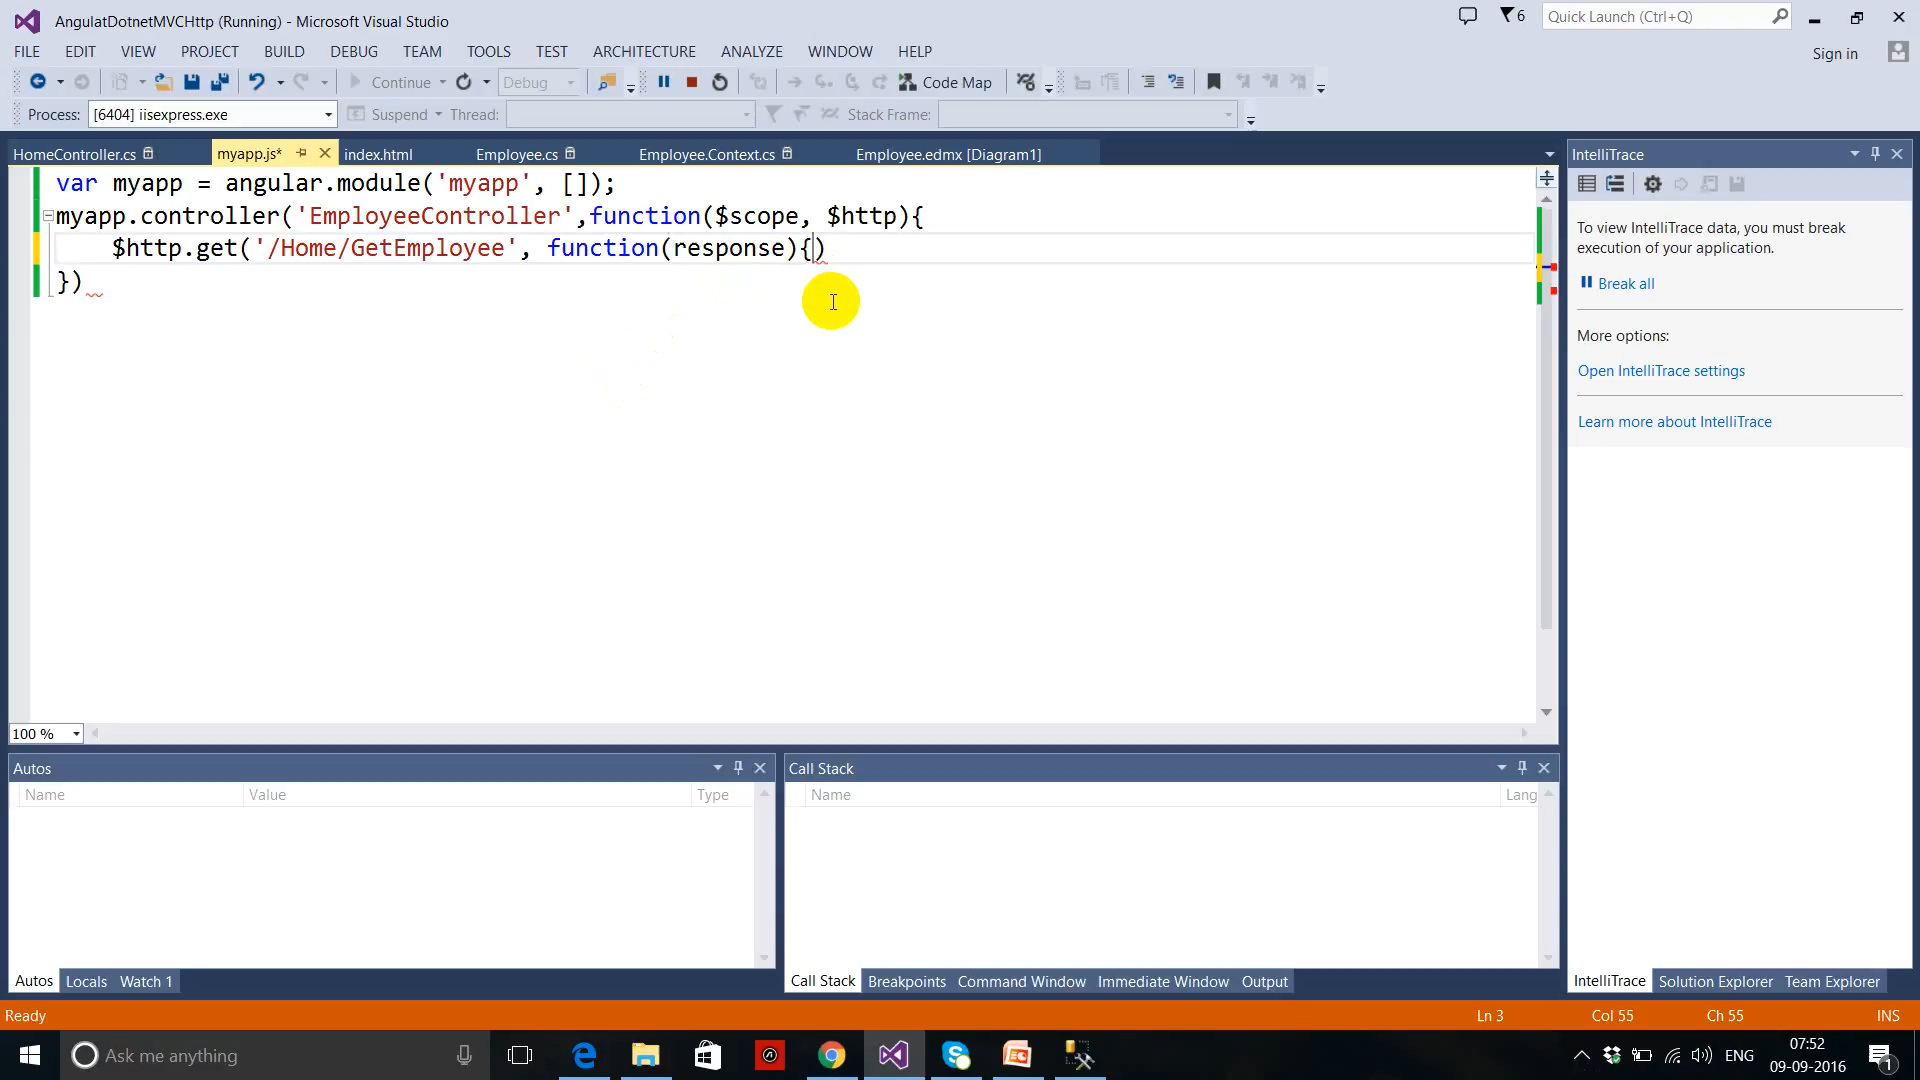 AngulatDotnetMVCHttp (Running) - Microsoft Visual Studio
6
Quick Launch (Ctrl+Q)
FILE EDIT VIEW PROJECT BUILD DEBUG TEAM TOOLS TEST ARCHITECTURE ANALYZE WINDOW HELP
Sign in
Continue Debug Code Map
Process: [6404] iisexpress.exe Suspend Thread: Stack Frame:
HomeController.cs myapp.js* index.html Employee.cs Employee.Context.cs Employee.edmx [Diagram1]
var myapp = angular.module('myapp', []);
myapp.controller('EmployeeController',function($scope, $http){
$http.get('/Home/GetEmployee', function(response){)
})
IntelliTrace
To view IntelliTrace data, you must break
execution of your application.
Break all
More options:
Open IntelliTrace settings
Learn more about IntelliTrace
100 %
Autos
Name Value Type
Call Stack
Name Lang
Autos Locals Watch 1
Call Stack Breakpoints Command Window Immediate Window Output
IntelliTrace Solution Explorer Team Explorer
Ready Ln 3 Col 55 Ch 55 INS
Ask me anything
ENG
07:52
09-09-2016
1